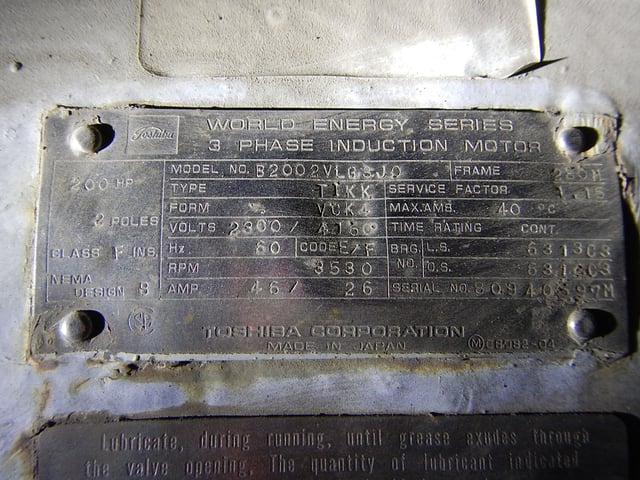 Toshiba
WORLD ENERGY SERIES
3 PHASE INDUCTION MOTOR
200 HP
2 POLES
CLASS F INS.
NEMA
DESIGN B
MODEL NO. B2002VLG3JO FRAME
TYPE TIKK SERVICE FACTOR 1.15
FORM VCK4 MAX.AMB. 40 °C
VOLTS 2300/4160 TIME RATING CONT.
Hz 60 CODE E/F BRG. L.S. 6313C3
RPM 3530 NO. O.S. 6313C3
AMP. 46/26 SERIAL NO.
TOSHIBA CORPORATION
MADE IN JAPAN
Lubricate, during running, until grease exudes through
the valve opening. The quantity of lubricant indicated